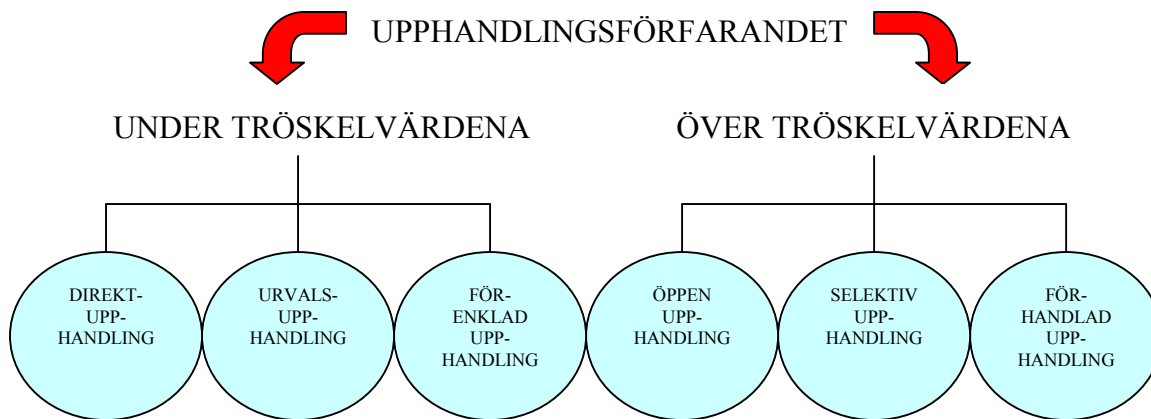 UPPHANDLINGSFÖRFARANDET
UNDER TRÖSKELVÄRDENA
ÖVER TRÖSKELVÄRDENA
DIREKT-
UPP-
HANDLING
URVALS-
UPP-
HANDLING
FÖR-
ENKLAD
UPP-
HANDLING
ÖPPEN
UPP-
HANDLING
SELEKTIV
UPP-
HANDLING
FÖR-
HANDLAD
UPP-
HANDLING